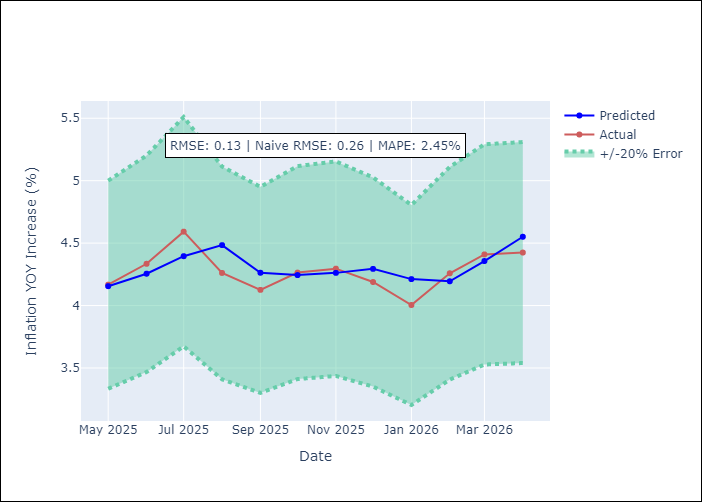 RMSE: 0.13 | Naive RMSE: 0.26 | MAPE: 2.45%
Predicted
Actual
+/-20% Error
Inflation YOY Increase (%)
5.5
5
4.5
4
3.5
May 2025
Jul 2025
Sep 2025
Nov 2025
Jan 2026
Mar 2026
Date